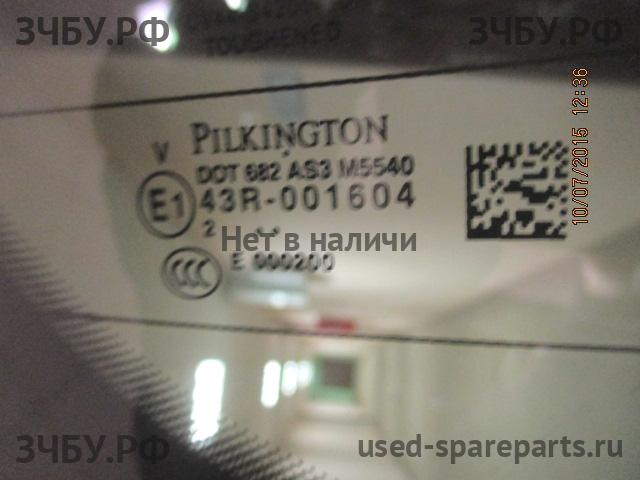 ЗЧБУ.РФ
ЗЧБУ.РФ
TOUGHENED
V
PILKINGTON
DOT 682 AS3 M5540
E1
43R-001604
2
Нет в наличи
CCC
E 000200
10/07/2015 12:36
ЗЧБУ.РФ
used-spareparts.ru